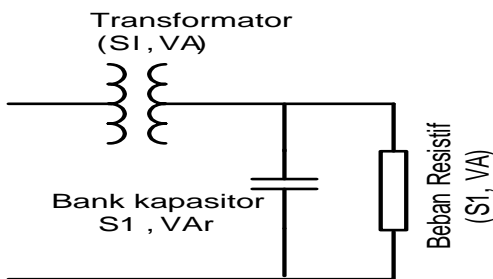 Transformator
(SI, VA)
Bank kapasitor
S1, VAr
Beban Resistif
(S1, VA)